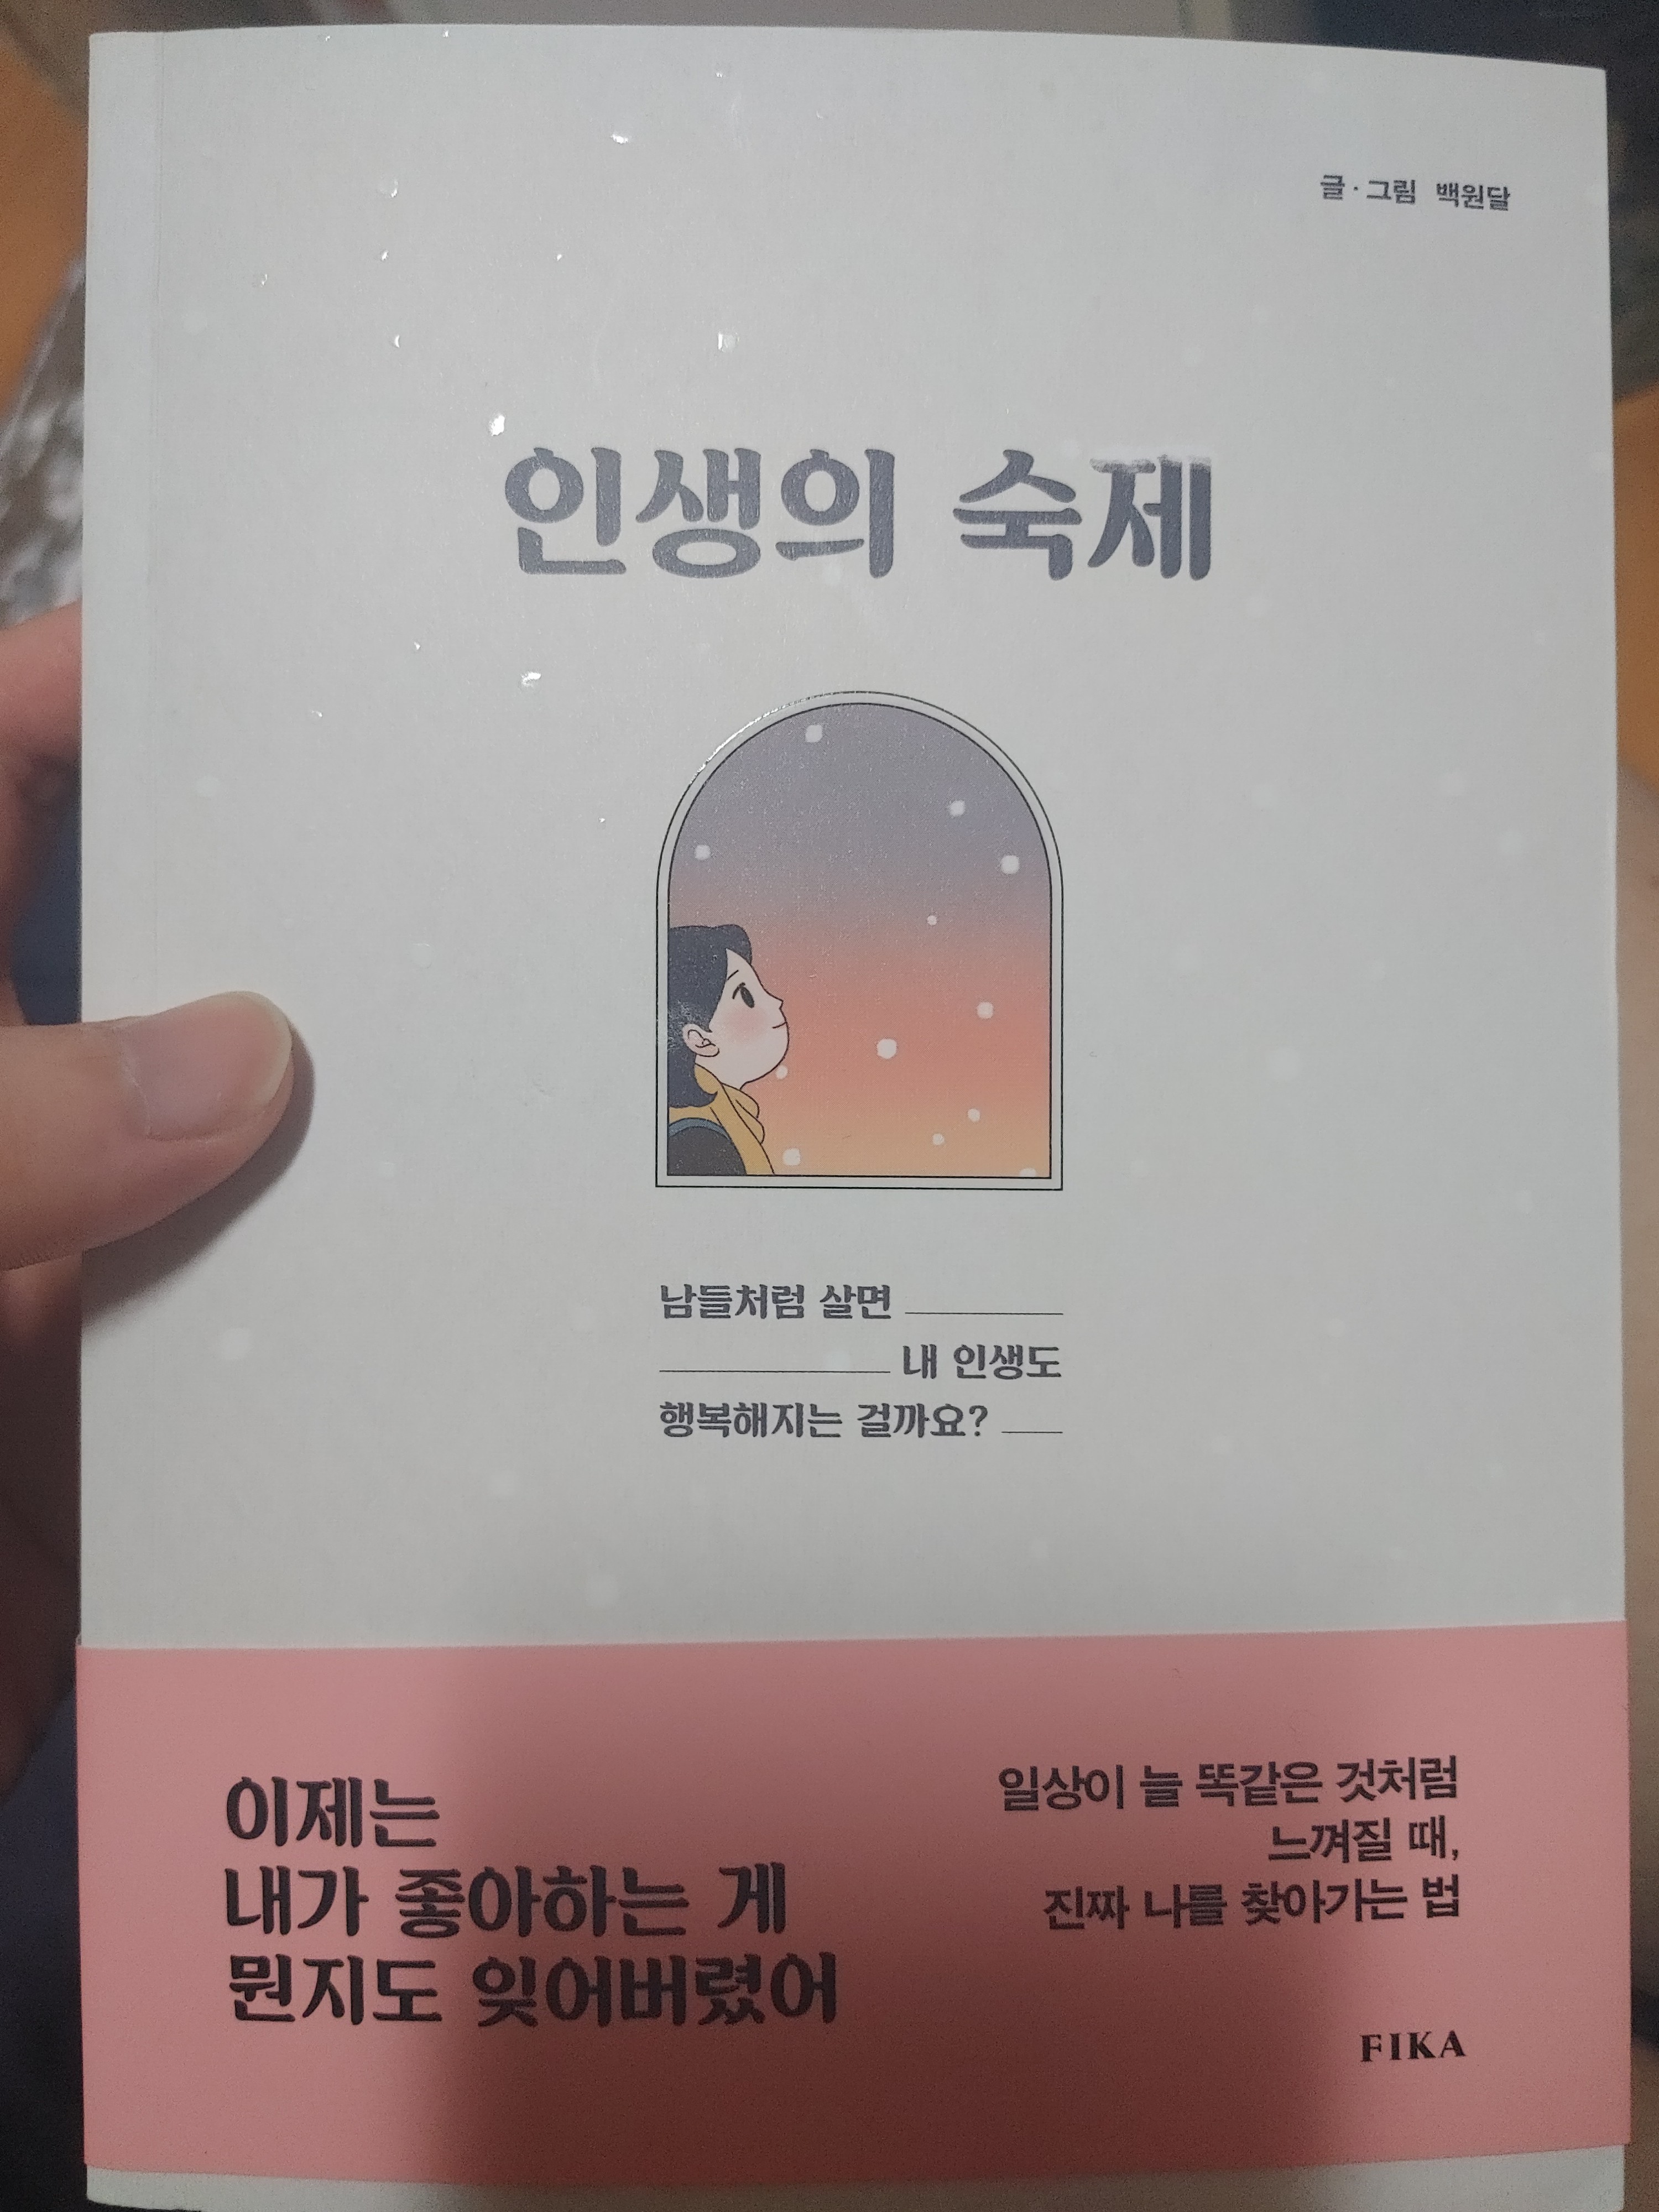 글·그림 백원달
인생의 숙제
남들처럼 살면
내 인생도
행복해지는 걸까요?
이제는
내가 좋아하는 게
뭔지도 잊어버렸어
일상이 늘 똑같은 것처럼
느껴질 때,
진짜 나를 찾아가는 법
FIKA